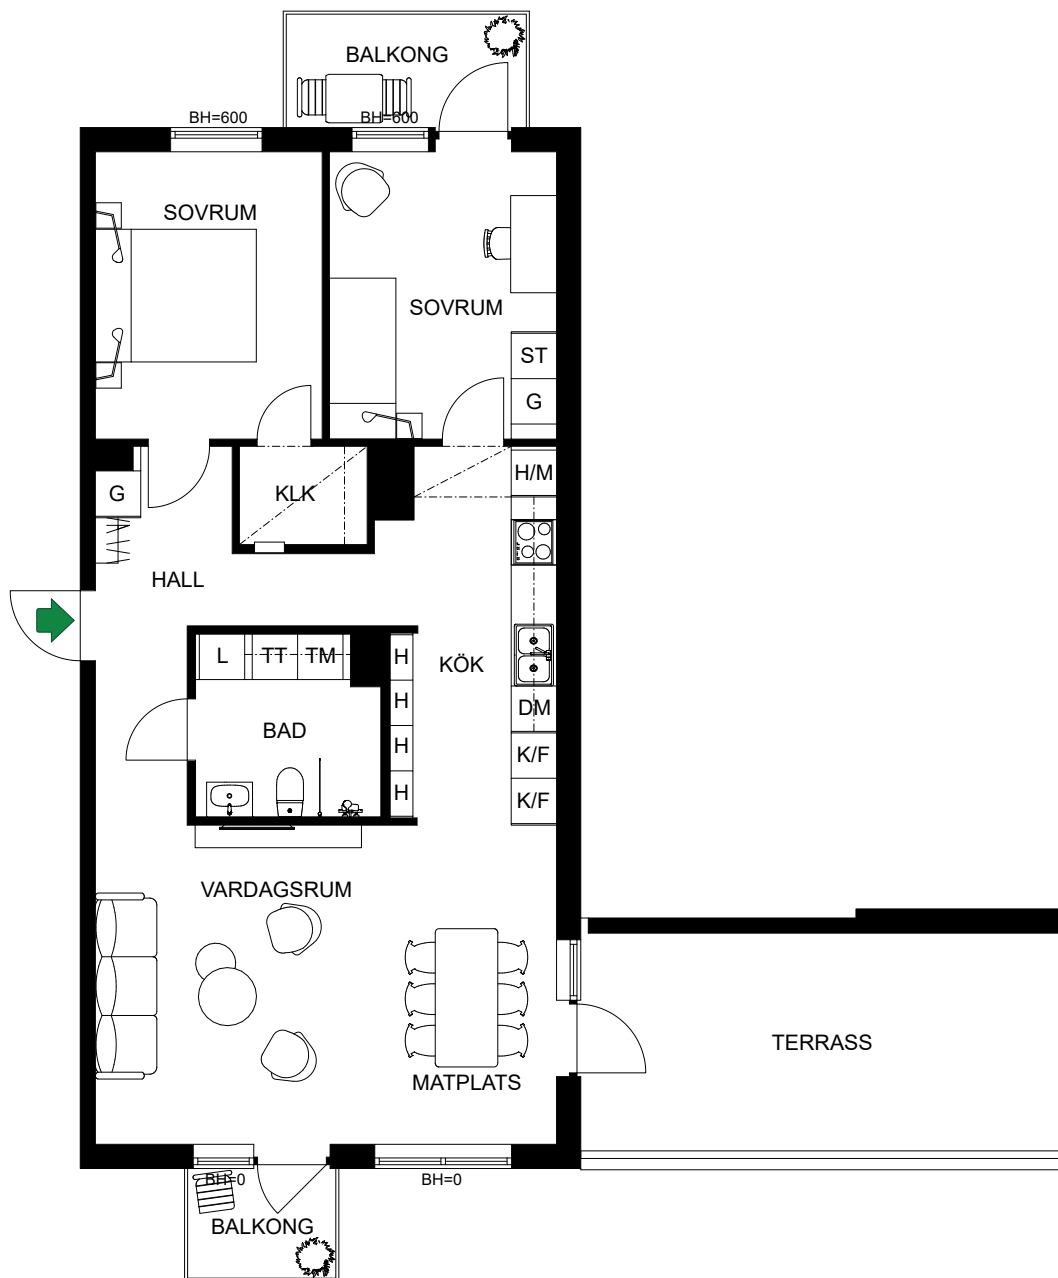 BALKONG
BH=600
BH=600
SOVRUM
SOVRUM
ST
G
H/M
G
KLK
HALL
L
TT
TM
H
KÖK
H
DM
BAD
H
K/F
H
K/F
VARDAGSRUM
TERRASS
MATPLATS
BH=0
BH=0
BALKONG